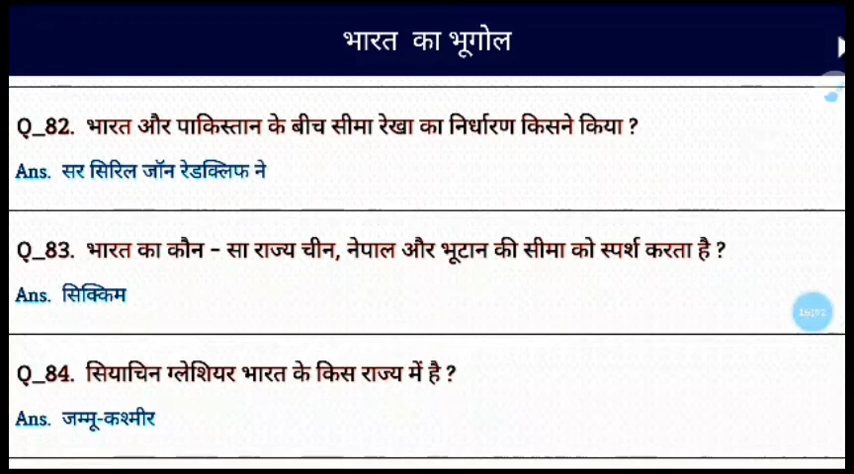 भारत का भूगोल
Q_82. भारत और पाकिस्तान के बीच सीमा रेखा का निर्धारण किसने किया ?
Ans. सर सिरिल जॉन रेडक्लिफ ने
Q_83. भारत का कौन - सा राज्य चीन, नेपाल और भूटान की सीमा को स्पर्श करता है ?
Ans. सिक्किम
Q_84. सियाचिन ग्लेशियर भारत के किस राज्य में है ?
Ans. जम्मू-कश्मीर